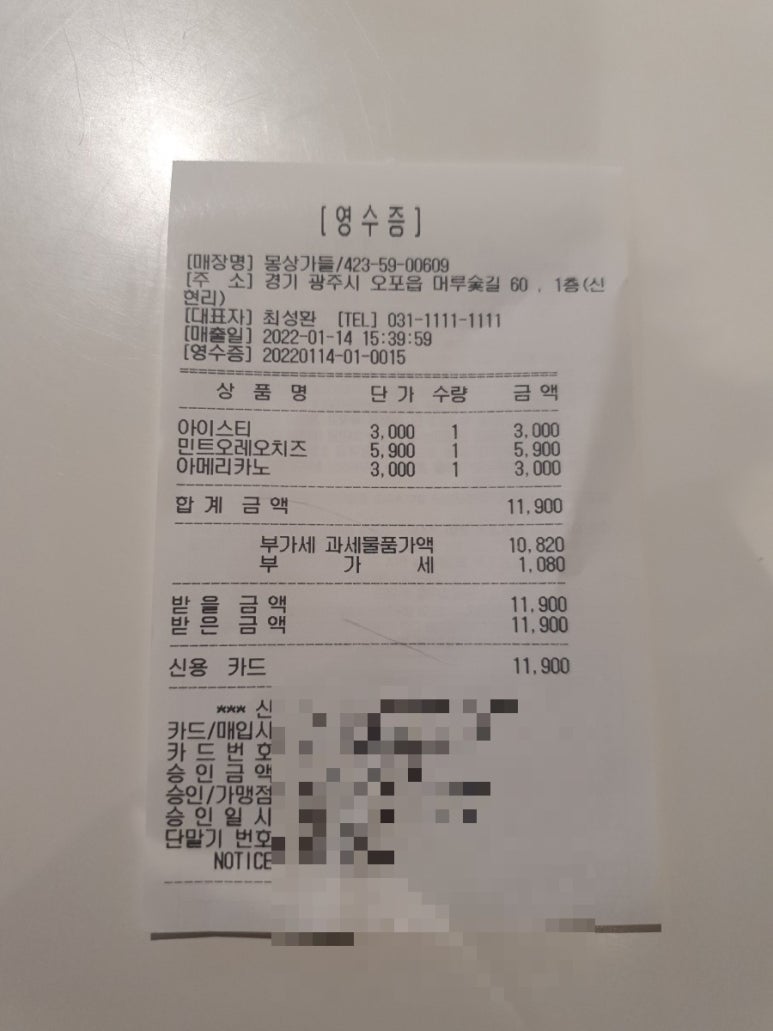 [영수증]
[매장명] 몽상가들/423-59-00609
[주 소] 경기 광주시 오포읍 머루숯길 60 , 1층(신
현리)
[대표자] 최성환 [TEL] 031-1111-1111
[매출일] 2022-01-14 15:39:59
[영수증] 20220114-01-0015
상 품 명 단 가 수량 금 액
아이스티 3,000 1 3,000
민트오레오치즈 5,900 1 5,900
아메리카노 3,000 1 3,000
합 계 금 액 11,900
부가세 과세물품가액 10,820
부 가 세 1,080
받 을 금 액 11,900
받 은 금 액 11,900
신용 카드 11,900
*** 신
카드/매입사
카 드 번 호
승 인 금 액
승인/가맹점
승 인 일 시
단말기 번호
NOTICE